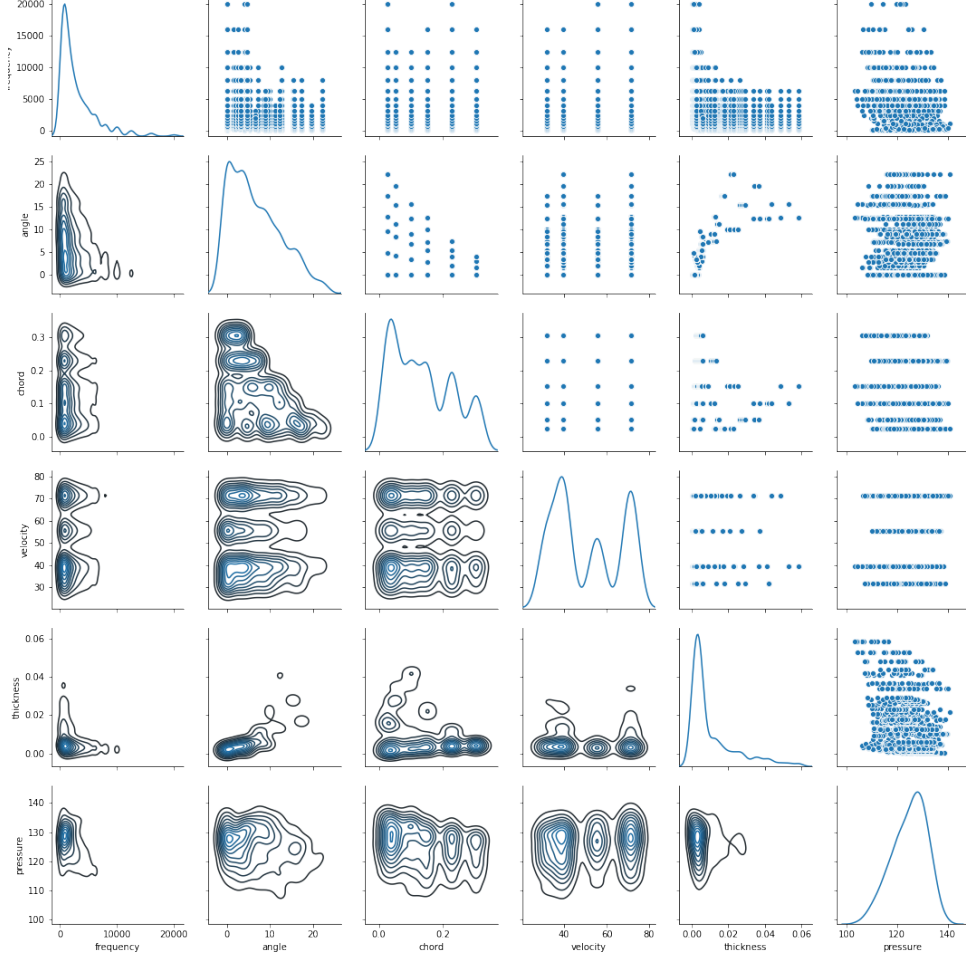 20000
15000
10000
5000
0
frequency
25
20
15
10
5
0
angle
0.3
0.2
0.1
0.0
chord
80
70
60
50
40
30
velocity
0.06
0.04
0.02
0.00
thickness
140
130
120
110
100
pressure
0 10000 20000
0 10 20
0.0 0.2
40 60 80
0.00 0.02 0.04 0.06
100 120 140
frequency angle chord velocity thickness pressure